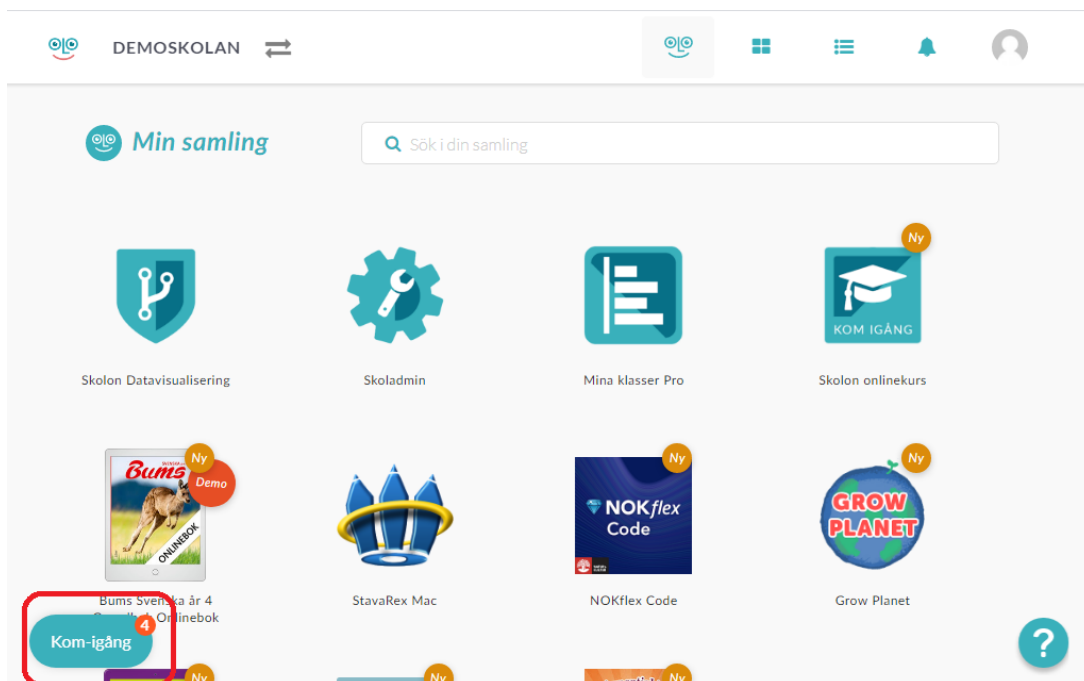 DEMOSKOLAN
Min samling
Sök i din samling
Ny
KOM IGÅNG
Skolon Datavisualisering
Skoladmin
Mina klasser Pro
Skolon onlinekurs
Ny
Bums
Demo
ONLINEBOK
Ny
NOKflex
Code
Ny
GROW
PLANET
Bums Svenska år 4
Onlinebok
StavaRex Mac
NOKflex Code
Grow Planet
4
Kom-igång
?
Ny
Ny
Ny